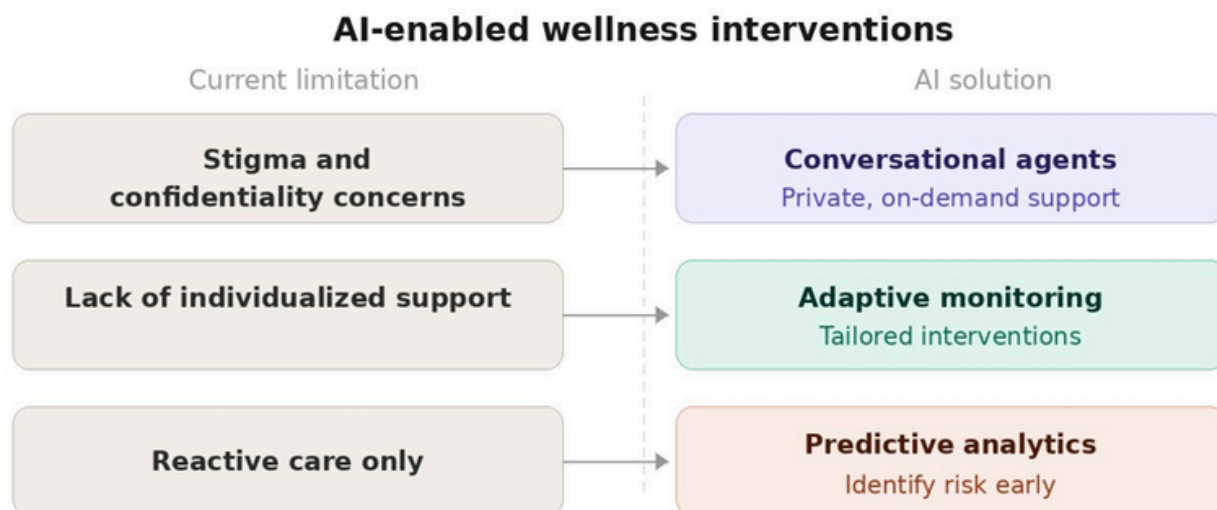 AI-enabled wellness interventions
Current limitation
AI solution
Stigma and
confidentiality concerns
Conversational agents
Private, on-demand support
Lack of individualized support
Adaptive monitoring
Tailored interventions
Reactive care only
Predictive analytics
Identify risk early